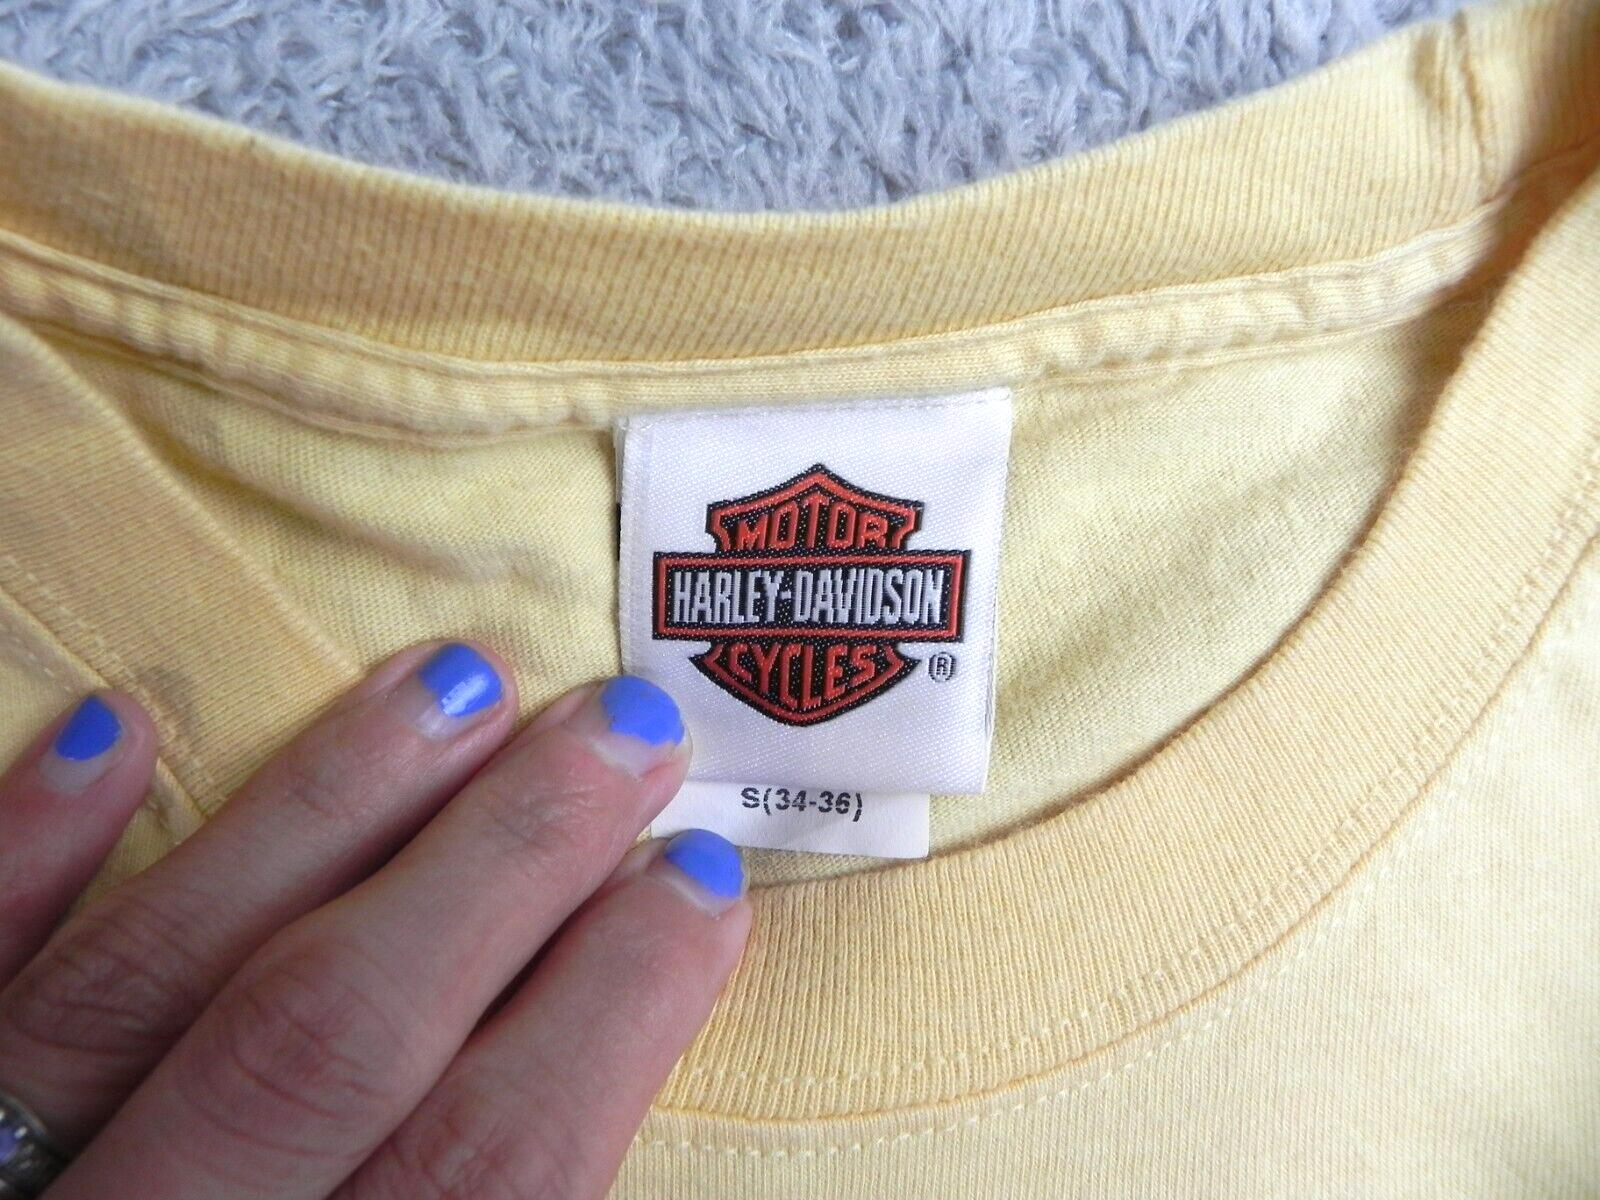 MOTOR
HARLEY-DAVIDSON
CYCLES
®
S(34-36)